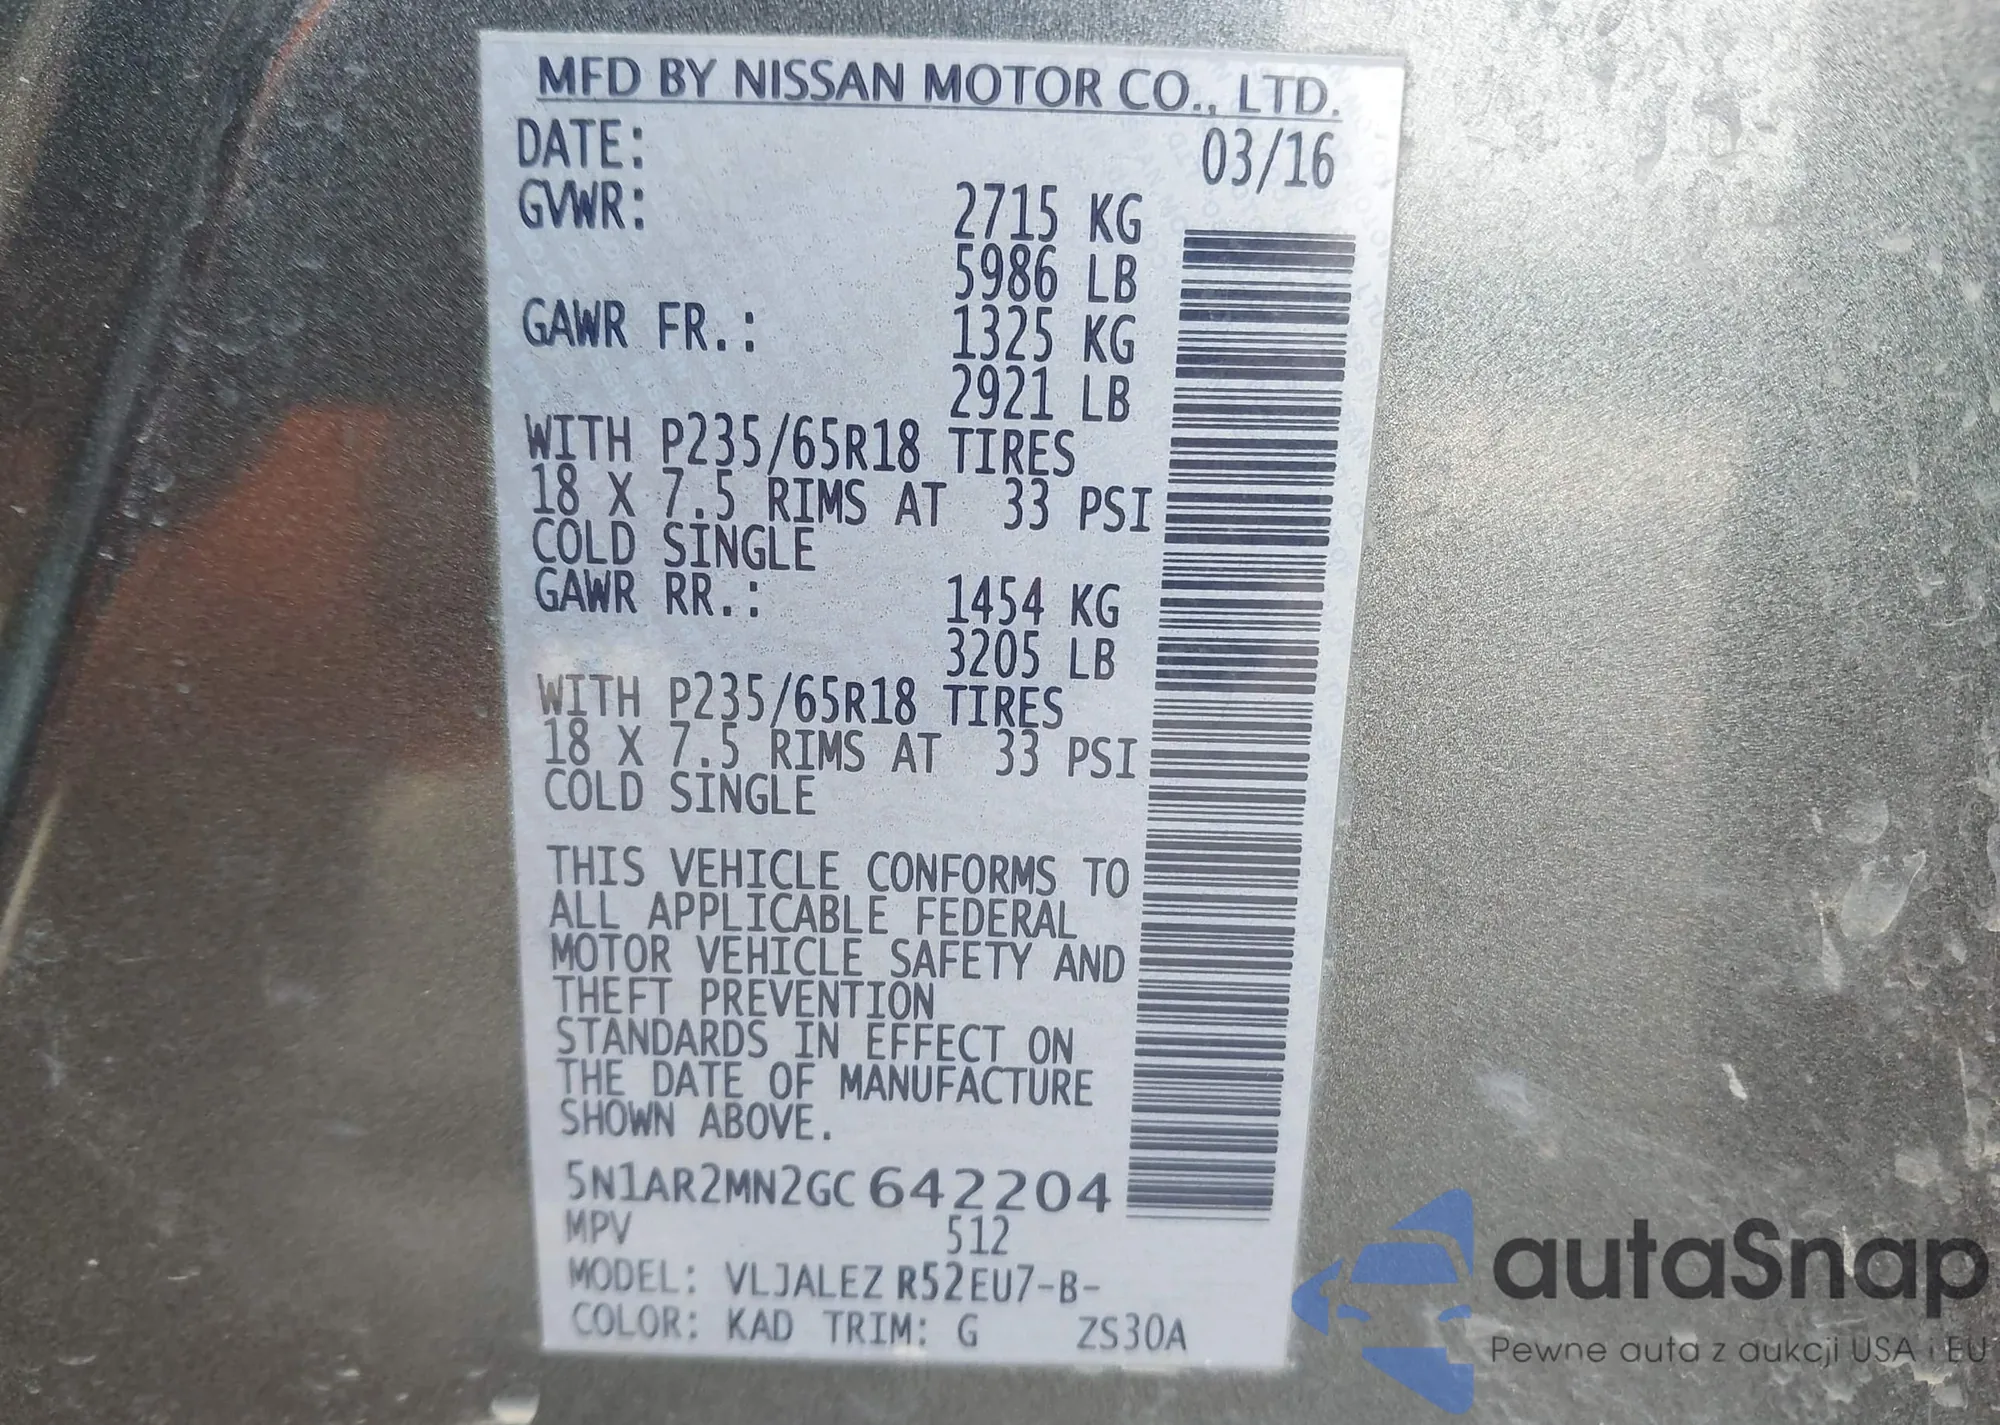 MFD BY NISSAN MOTOR CO., LTD.
DATE: 03/16
GVWR: 2715 KG
5986 LB
GAWR FR.: 1325 KG
2921 LB
WITH P235/65R18 TIRES
18 X 7.5 RIMS AT 33 PSI
COLD SINGLE
GAWR RR.: 1454 KG
3205 LB
WITH P235/65R18 TIRES
18 X 7.5 RIMS AT 33 PSI
COLD SINGLE
THIS VEHICLE CONFORMS TO
ALL APPLICABLE FEDERAL
MOTOR VEHICLE SAFETY AND
THEFT PREVENTION
STANDARDS IN EFFECT ON
THE DATE OF MANUFACTURE
SHOWN ABOVE.
5N1AR2MN2GC642204
MPV 512
MODEL: VLJALEZ R52EU7-B-
COLOR: KAD TRIM: G ZS30A
autaSnap
Pewne auta z aukcji USA i EU